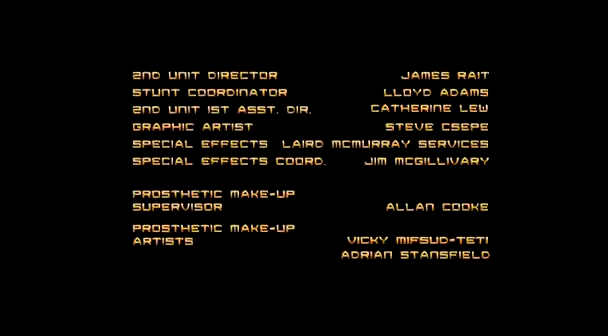 2ND UNIT DIRECTOR JAMES RAIT
STUNT COORDINATOR LLOYD ADAMS
2ND UNIT 1ST ASST. DIR. CATHERINE LEW
GRAPHIC ARTIST STEVE CSEPE
SPECIAL EFFECTS LAIRD MCMURRAY SERVICES
SPECIAL EFFECTS COORD. JIM MCGILLIVARY
PROSTHETIC MAKE-UP
SUPERVISOR ALLAN COOKE
PROSTHETIC MAKE-UP
ARTISTS VICKY MIFSUD-TETI
ADRIAN STANSFIELD